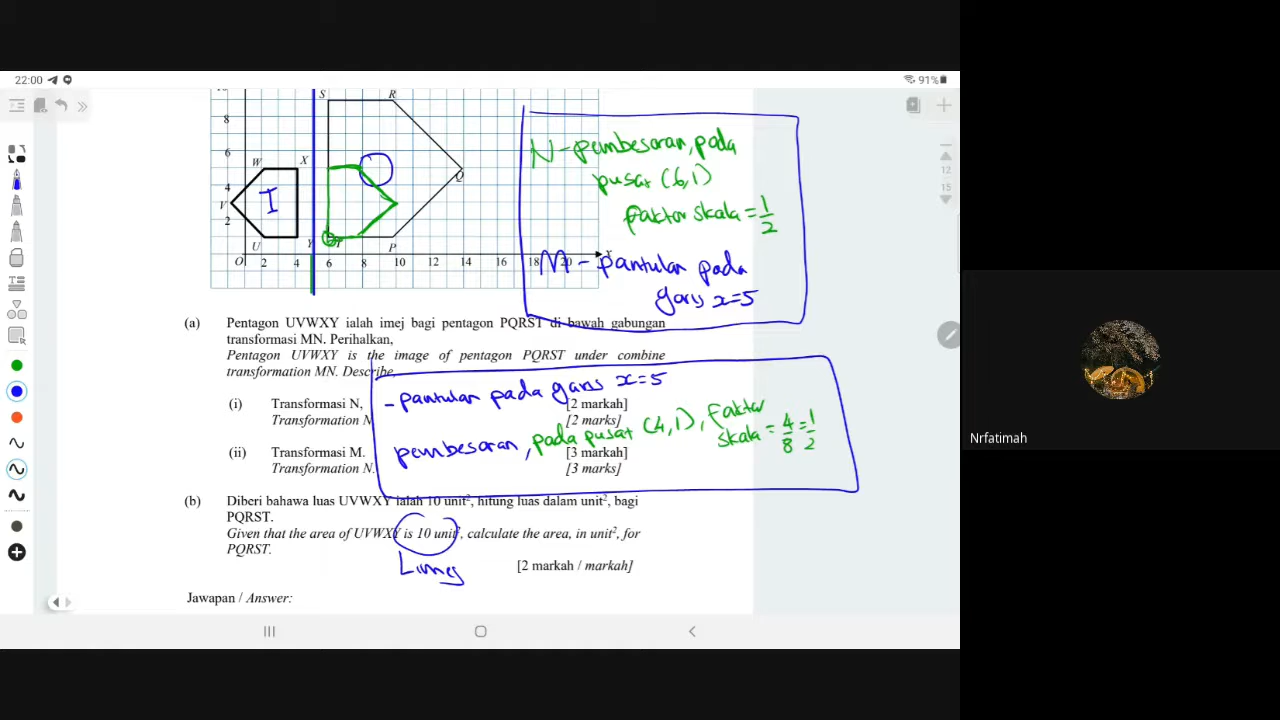 22:00
91%
S R
8
6
W X
4
I
Q
V
2
U Y T P
O 2 4 6 8 10 12 14 16 18 20 x
N - pembesaran, pada
pusat (6,1)
faktor skala = 1/2
M - pantulan pada
garis x=5
12
15
(a) Pentagon UVWXY ialah imej bagi pentagon PQRST di bawah gabungan
transformasi MN. Perihalkan,
Pentagon UVWXY is the image of pentagon PQRST under combine
transformation MN. Describe,
- pantulan pada garis x=5
(i) Transformasi N, [2 markah]
Transformation N [2 marks]
pembesaran, pada pusat (4,1), faktor
skala = 4/8 = 1/2
(ii) Transformasi M. [3 markah]
Transformation N. [3 marks]
(b) Diberi bahawa luas UVWXY ialah 10 unit², hitung luas dalam unit², bagi
PQRST.
Given that the area of UVWXY is 10 unit², calculate the area, in unit², for
PQRST.
[2 markah / markah]
Jawapan / Answer:
Nrfatimah